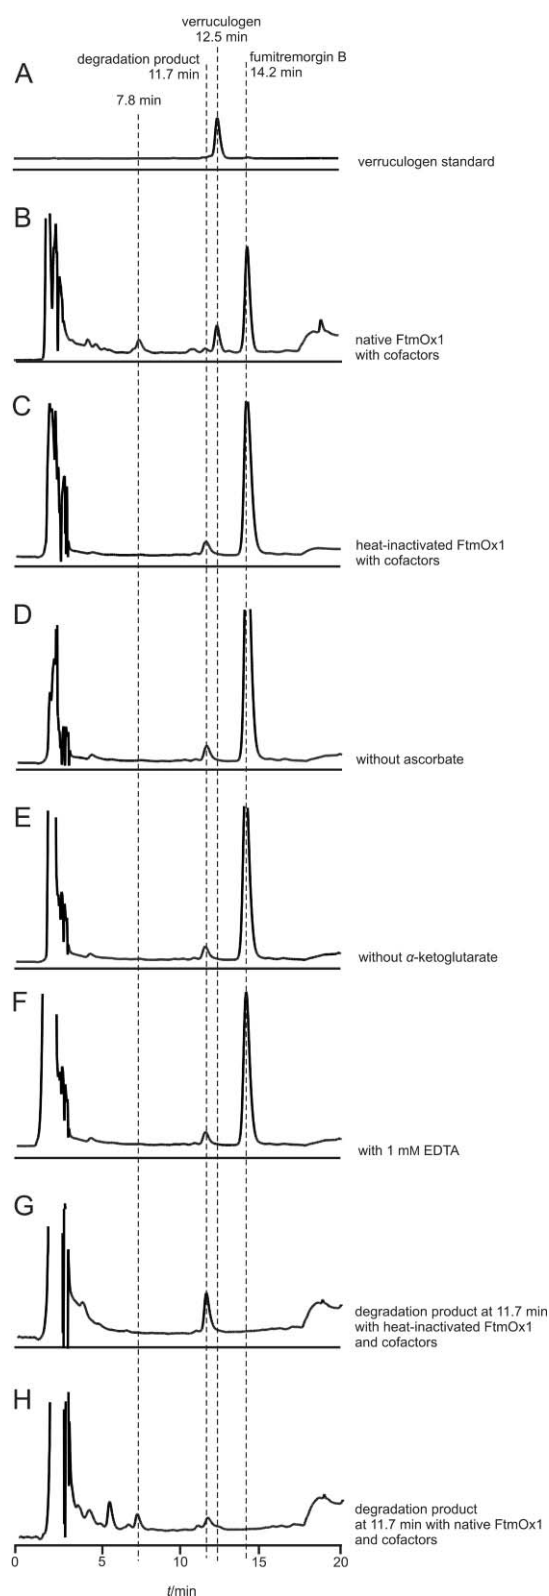 verruculogen
12.5 min
degradation product
11.7 min
fumitremorgin B
14.2 min
7.8 min
A
verruculogen standard
B
native FtmOx1
with cofactors
C
heat-inactivated FtmOx1
with cofactors
D
without ascorbate
E
without α-ketoglutarate
F
with 1 mM EDTA
G
degradation product at 11.7 min
with heat-inactivated FtmOx1
and cofactors
H
degradation product
at 11.7 min with native FtmOx1
and cofactors
0 5 10 15 20
t/min